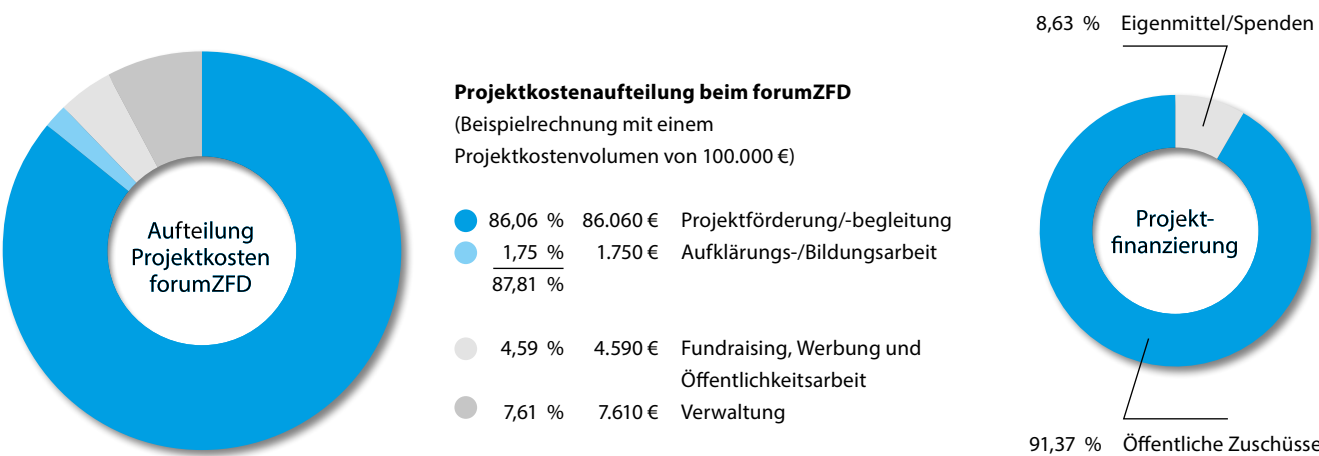 Aufteilung
Projektkosten
forumZFD
Projektkostenaufteilung beim forumZFD
(Beispielrechnung mit einem
Projektkostenvolumen von 100.000 €)
86,06 % 86.060 € Projektförderung/-begleitung
1,75 % 1.750 € Aufklärungs-/Bildungsarbeit
87,81 %
4,59 % 4.590 € Fundraising, Werbung und
Öffentlichkeitsarbeit
7,61 % 7.610 € Verwaltung
8,63 % Eigenmittel/Spenden
Projekt-
finanzierung
91,37 % Öffentliche Zuschüsse